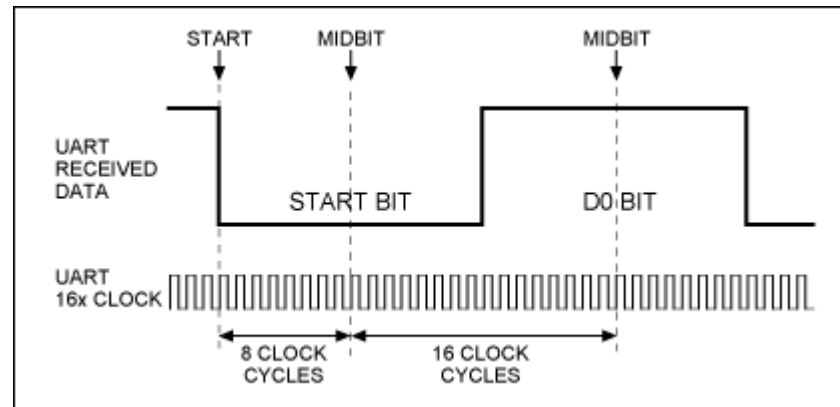 START
MIDBIT
MIDBIT
UART
RECEIVED
DATA
START BIT
D0 BIT
UART
16x CLOCK
8 CLOCK
CYCLES
16 CLOCK
CYCLES